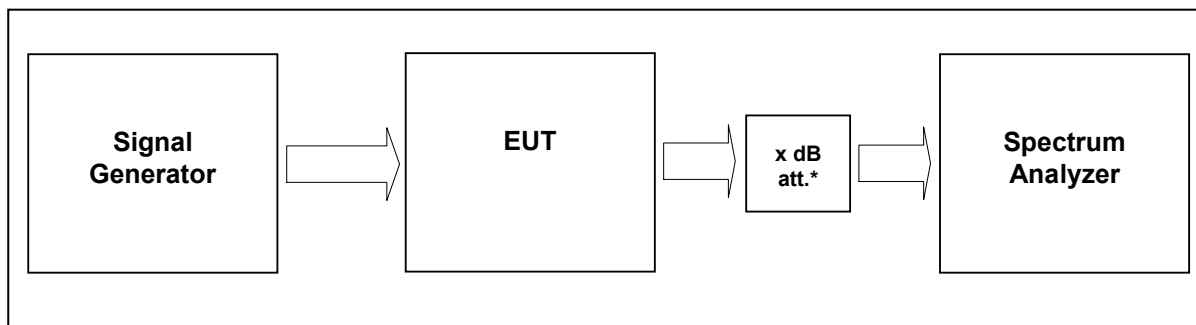 Signal
Generator
EUT
x dB
att.*
Spectrum
Analyzer